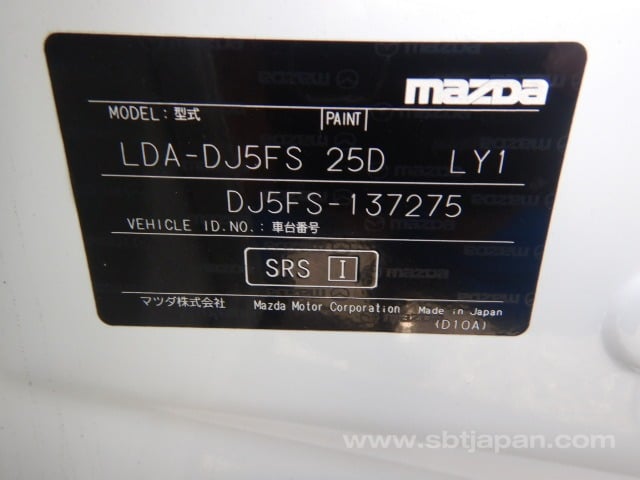 mazda
MODEL: 型式 PAINT
LDA-DJ5FS 25D LY1
DJ5FS-137275
VEHICLE ID.NO.: 車台番号
SRS I
マツダ株式会社 Mazda Motor Corporation Made in Japan
(D10A)
www.sbtjapan.com